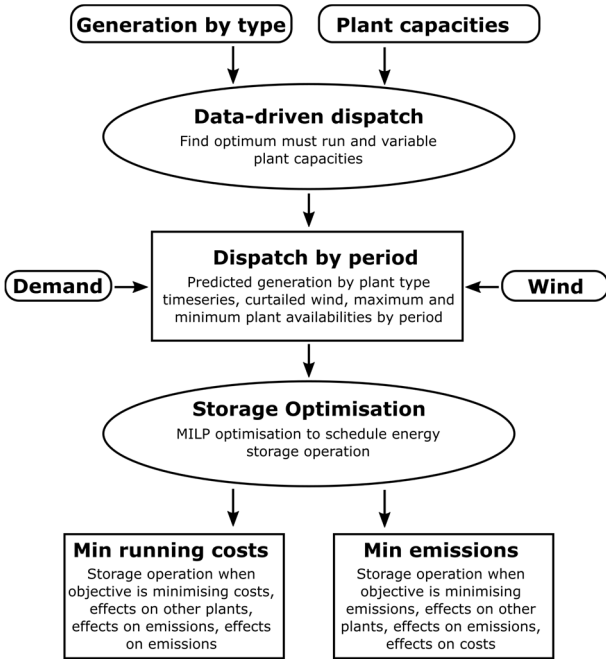 Generation by type
Plant capacities
Data-driven dispatch
Find optimum must run and variable
plant capacities
Dispatch by period
Predicted generation by plant type
timeseries, curtailed wind, maximum and
minimum plant availabilities by period
Demand
Wind
Storage Optimisation
MILP optimisation to schedule energy
storage operation
Min running costs
Storage operation when
objective is minimising costs,
effects on other plants,
effects on emissions, effects
on emissions
Min emissions
Storage operation when
objective is minimising
emissions, effects on other
plants, effects on emissions,
effects on costs